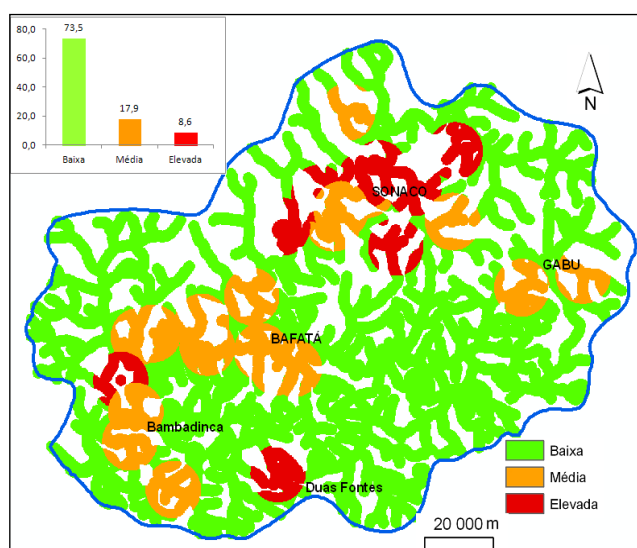 80,0
60,0
40,0
20,0
0,0
73,5
17,9
8,6
Baixa
Média
Elevada
N
SONACO
GABU
BAFATÁ
Bambadinca
Duas Fontes
Baixa
Média
Elevada
20 000 m